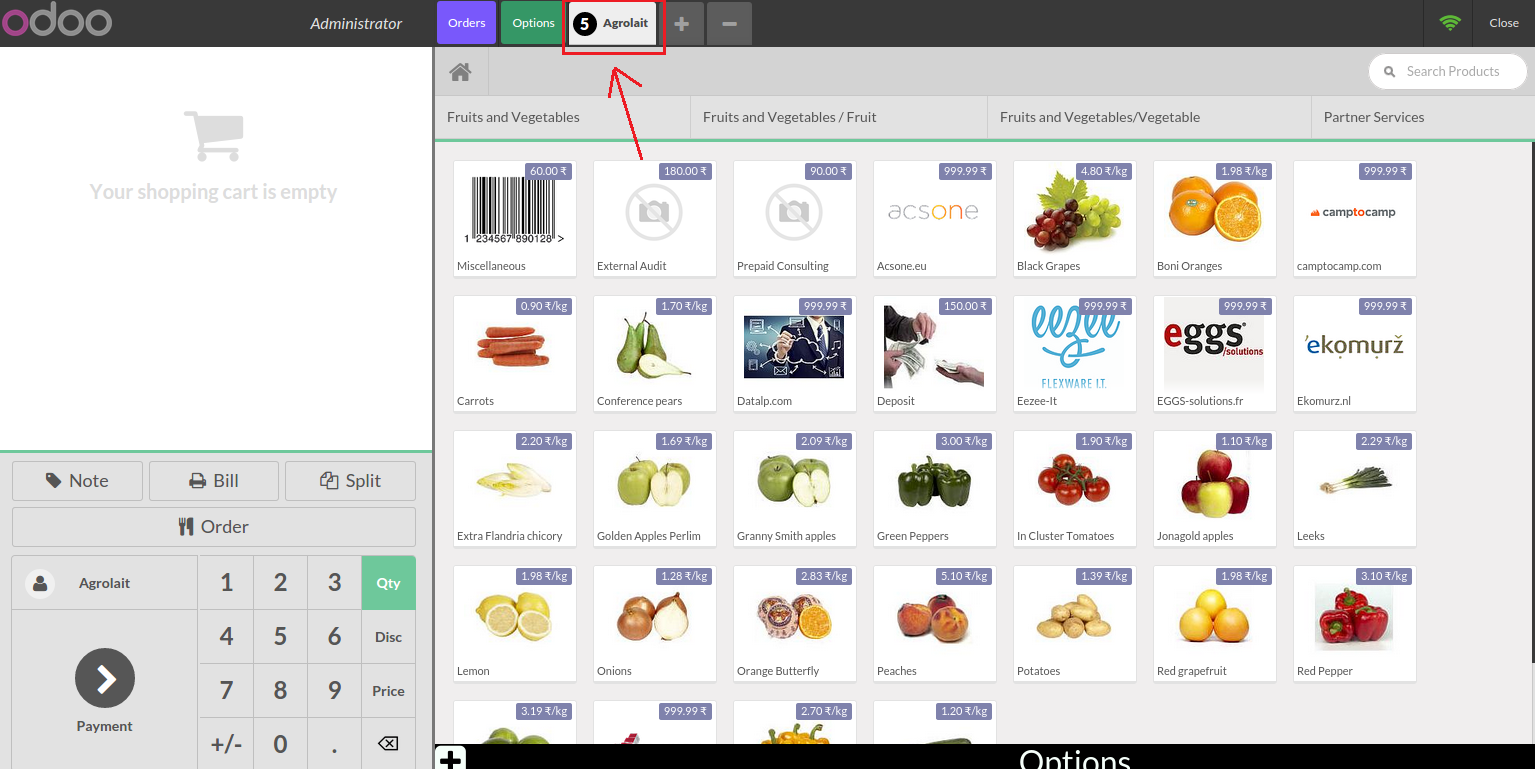 odoo
Administrator
Orders
Options
5 Agrolait
+
−
Close
Search Products
Fruits and Vegetables
Fruits and Vegetables / Fruit
Fruits and Vegetables/Vegetable
Partner Services
Your shopping cart is empty
60.00 ₹
1 234567 890128 >
Miscellaneous
180.00 ₹
External Audit
90.00 ₹
Prepaid Consulting
999.99 ₹
acsone
Acsone.eu
4.80 ₹/kg
Black Grapes
1.98 ₹/kg
Boni Oranges
999.99 ₹
camptocamp
camptocamp.com
0.90 ₹/kg
Carrots
1.70 ₹/kg
Conference pears
999.99 ₹
Datalp.com
150.00 ₹
Deposit
999.99 ₹
eezee
FLEXWARE I.T.
Eezee-It
999.99 ₹
eggs
/solutions
EGGS-solutions.fr
999.99 ₹
ekomurž
Ekomurz.nl
2.20 ₹/kg
Extra Flandria chicory
1.69 ₹/kg
Golden Apples Perlim
2.09 ₹/kg
Granny Smith apples
3.00 ₹/kg
Green Peppers
1.90 ₹/kg
In Cluster Tomatoes
1.10 ₹/kg
Jonagold apples
2.29 ₹/kg
Leeks
1.98 ₹/kg
Lemon
1.28 ₹/kg
Onions
2.83 ₹/kg
Orange Butterfly
5.10 ₹/kg
Peaches
1.39 ₹/kg
Potatoes
1.98 ₹/kg
Red grapefruit
3.10 ₹/kg
Red Pepper
3.19 ₹/kg
999.99 ₹
2.70 ₹/kg
1.20 ₹/kg
Note
Bill
Split
Order
Agrolait
1 2 3 Qty
4 5 6 Disc
7 8 9 Price
+/- 0 .
Payment
+
Options